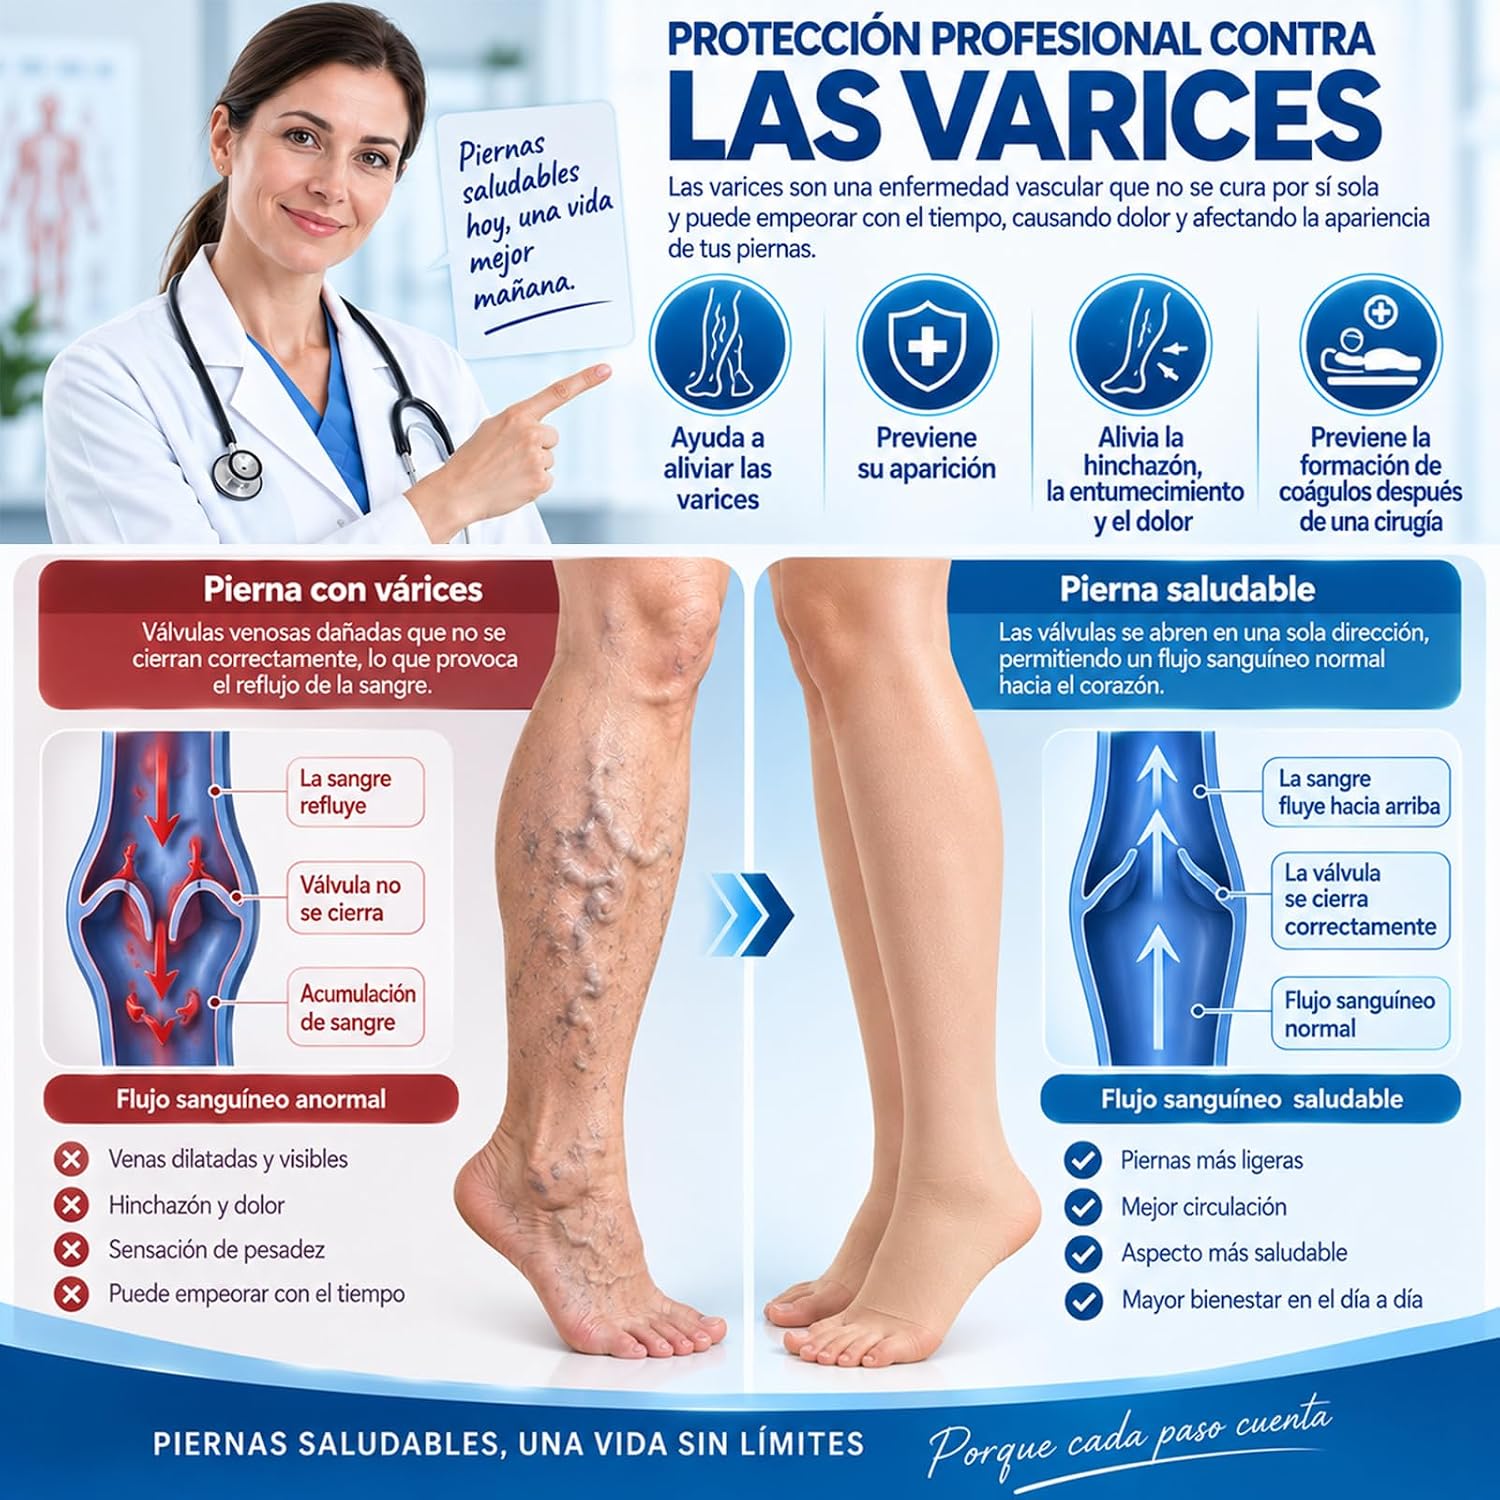 PROTECCIÓN PROFESIONAL CONTRA
LAS VARICES
Las varices son una enfermedad vascular que no se cura por sí sola
y puede empeorar con el tiempo, causando dolor y afectando la apariencia
de tus piernas.
Piernas
saludables
hoy, una vida
mejor
mañana.
Ayuda a
aliviar las
varices
Previene
su aparición
Alivia la
hinchazón,
la entumecimiento
y el dolor
Previene la
formación de
coágulos después
de una cirugía
Pierna con várices
Válvulas venosas dañadas que no se
cierran correctamente, lo que provoca
el reflujo de la sangre.
La sangre
refluye
Válvula no
se cierra
Acumulación
de sangre
Flujo sanguíneo anormal
Venas dilatadas y visibles
Hinchazón y dolor
Sensación de pesadez
Puede empeorar con el tiempo
Pierna saludable
Las válvulas se abren en una sola dirección,
permitiendo un flujo sanguíneo normal
hacia el corazón.
La sangre
fluye hacia arriba
La válvula
se cierra
correctamente
Flujo sanguíneo
normal
Flujo sanguíneo saludable
Piernas más ligeras
Mejor circulación
Aspecto más saludable
Mayor bienestar en el día a día
PIERNAS SALUDABLES, UNA VIDA SIN LÍMITES
Porque cada paso cuenta